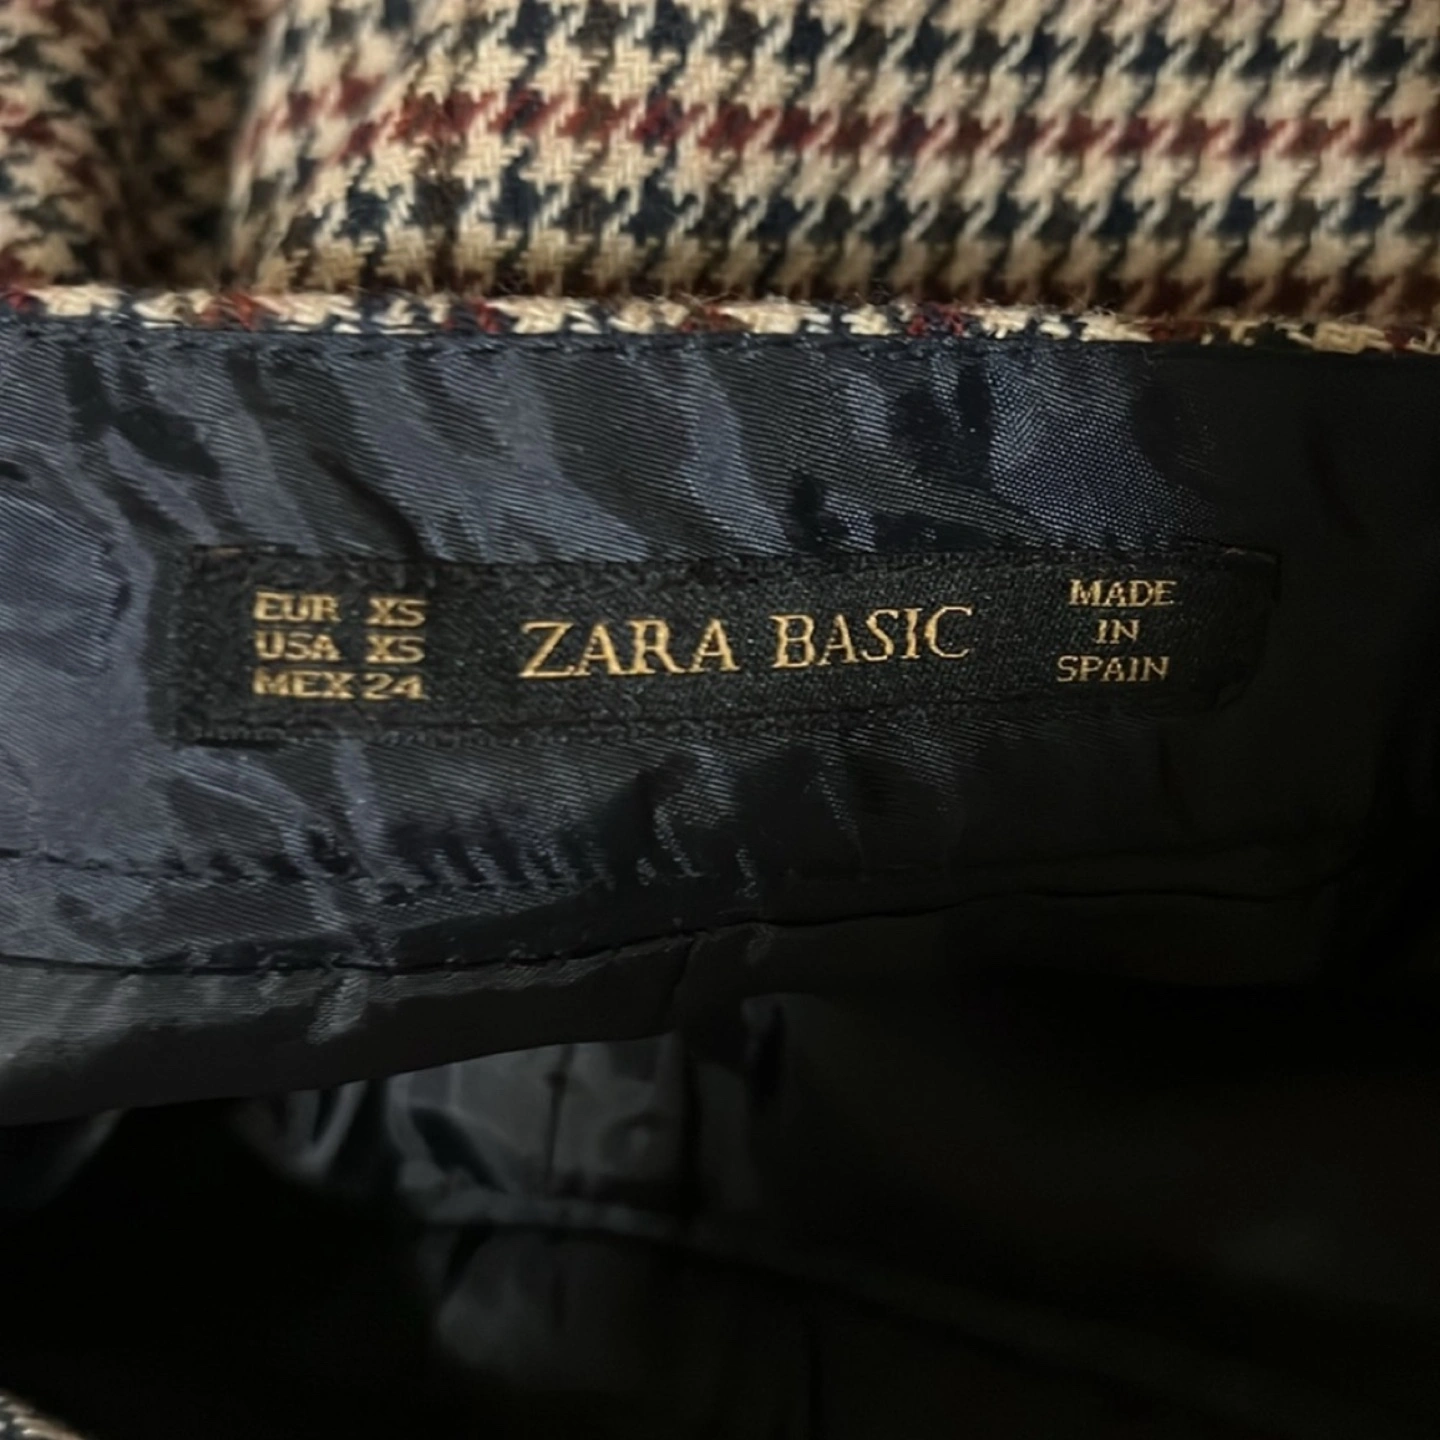 EUR XS
USA XS
MEX 24
ZARA BASIC
MADE
IN
SPAIN